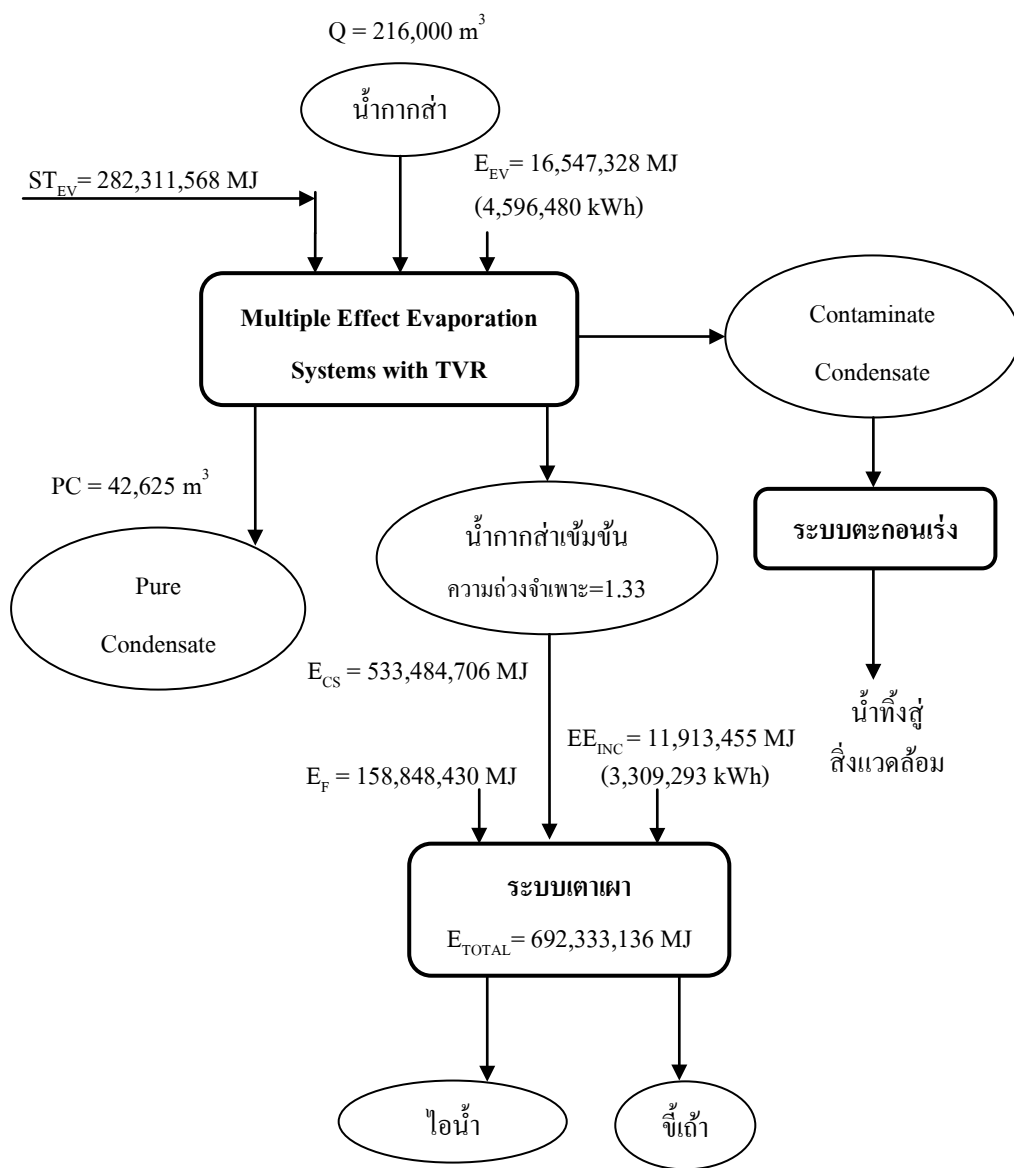 Q = 216,000 m³
น้ำกากส่า
E_EV = 16,547,328 MJ
(4,596,480 kWh)
ST_EV = 282,311,568 MJ
Multiple Effect Evaporation
Systems with TVR
Contaminate
Condensate
PC = 42,625 m³
Pure
Condensate
น้ำกากส่าเข้มข้น
ความถ่วงจำเพาะ=1.33
ระบบตะกอนเร่ง
น้ำทิ้งสู่
สิ่งแวดล้อม
E_CS = 533,484,706 MJ
EE_INC = 11,913,455 MJ
(3,309,293 kWh)
E_F = 158,848,430 MJ
ระบบเตาเผา
E_TOTAL = 692,333,136 MJ
ไอน้ำ
ขี้เถ้า